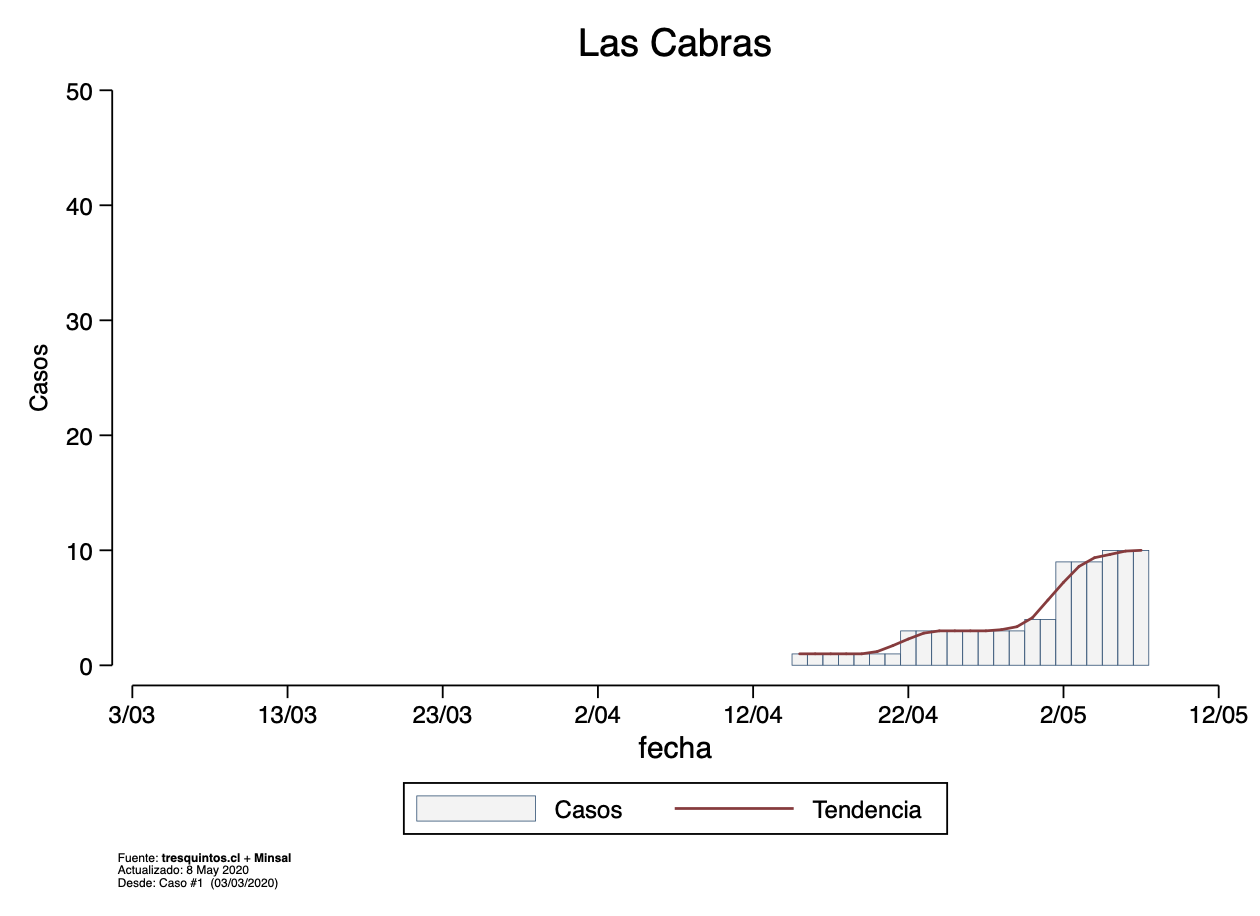 Las Cabras
50
40
30
20
10
0
Casos
3/03 13/03 23/03 2/04 12/04 22/04 2/05 12/05
fecha
Casos Tendencia
Fuente: tresquintos.cl + Minsal
Actualizado: 8 May 2020
Desde: Caso #1 (03/03/2020)